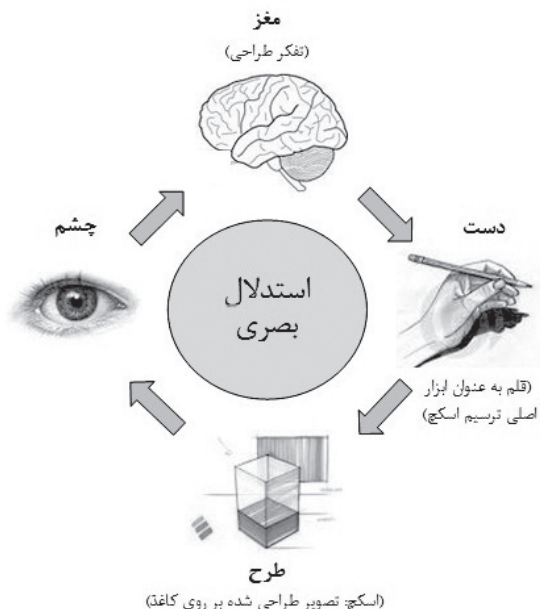 مغز
(تفکر طراحی)
دست
(قلم به عنوان ابزار
اصلی ترسیم اسکچ)
طرح
(اسکچ: تصویر طراحی شده بر روی کاغذ)
چشم
استدلال
بصری